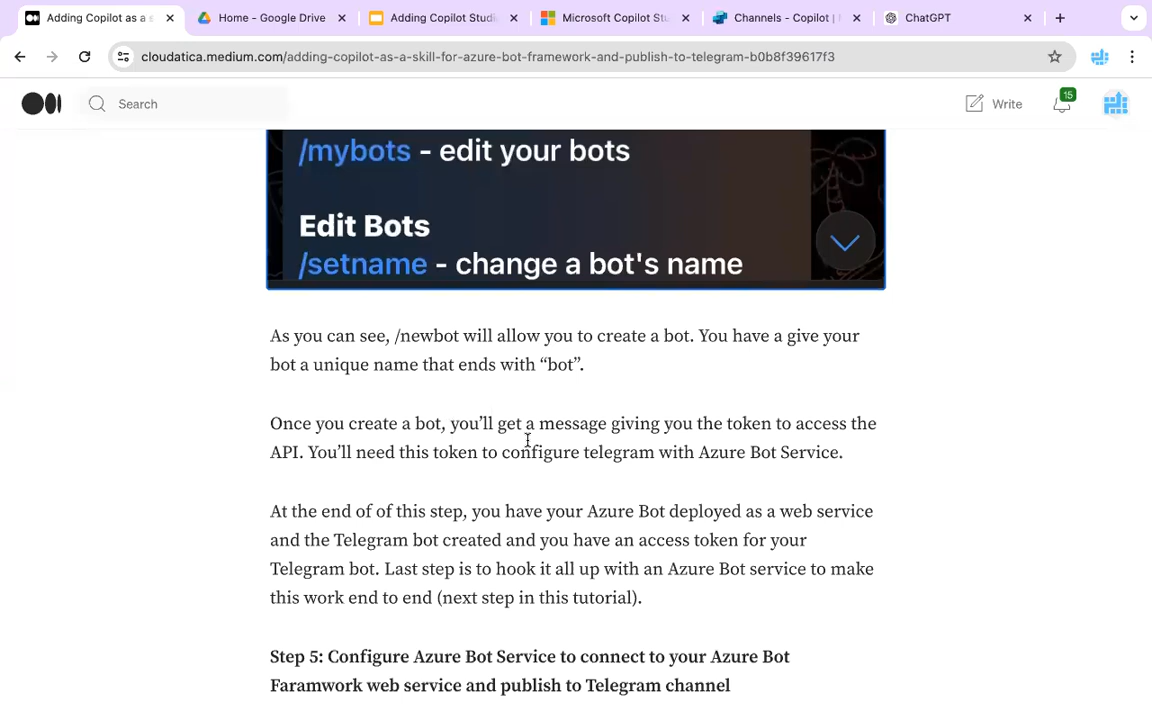 Adding Copilot as a s
Home - Google Drive
Adding Copilot Studi
Microsoft Copilot Stu
Channels - Copilot |
ChatGPT
cloudatica.medium.com/adding-copilot-as-a-skill-for-azure-bot-framework-and-publish-to-telegram-b0b8f39617f3
Search
Write
15
/mybots - edit your bots
Edit Bots
/setname - change a bot's name
As you can see, /newbot will allow you to create a bot. You have a give your
bot a unique name that ends with “bot”.
Once you create a bot, you’ll get a message giving you the token to access the
API. You’ll need this token to configure telegram with Azure Bot Service.
At the end of of this step, you have your Azure Bot deployed as a web service
and the Telegram bot created and you have an access token for your
Telegram bot. Last step is to hook it all up with an Azure Bot service to make
this work end to end (next step in this tutorial).
Step 5: Configure Azure Bot Service to connect to your Azure Bot
Faramwork web service and publish to Telegram channel